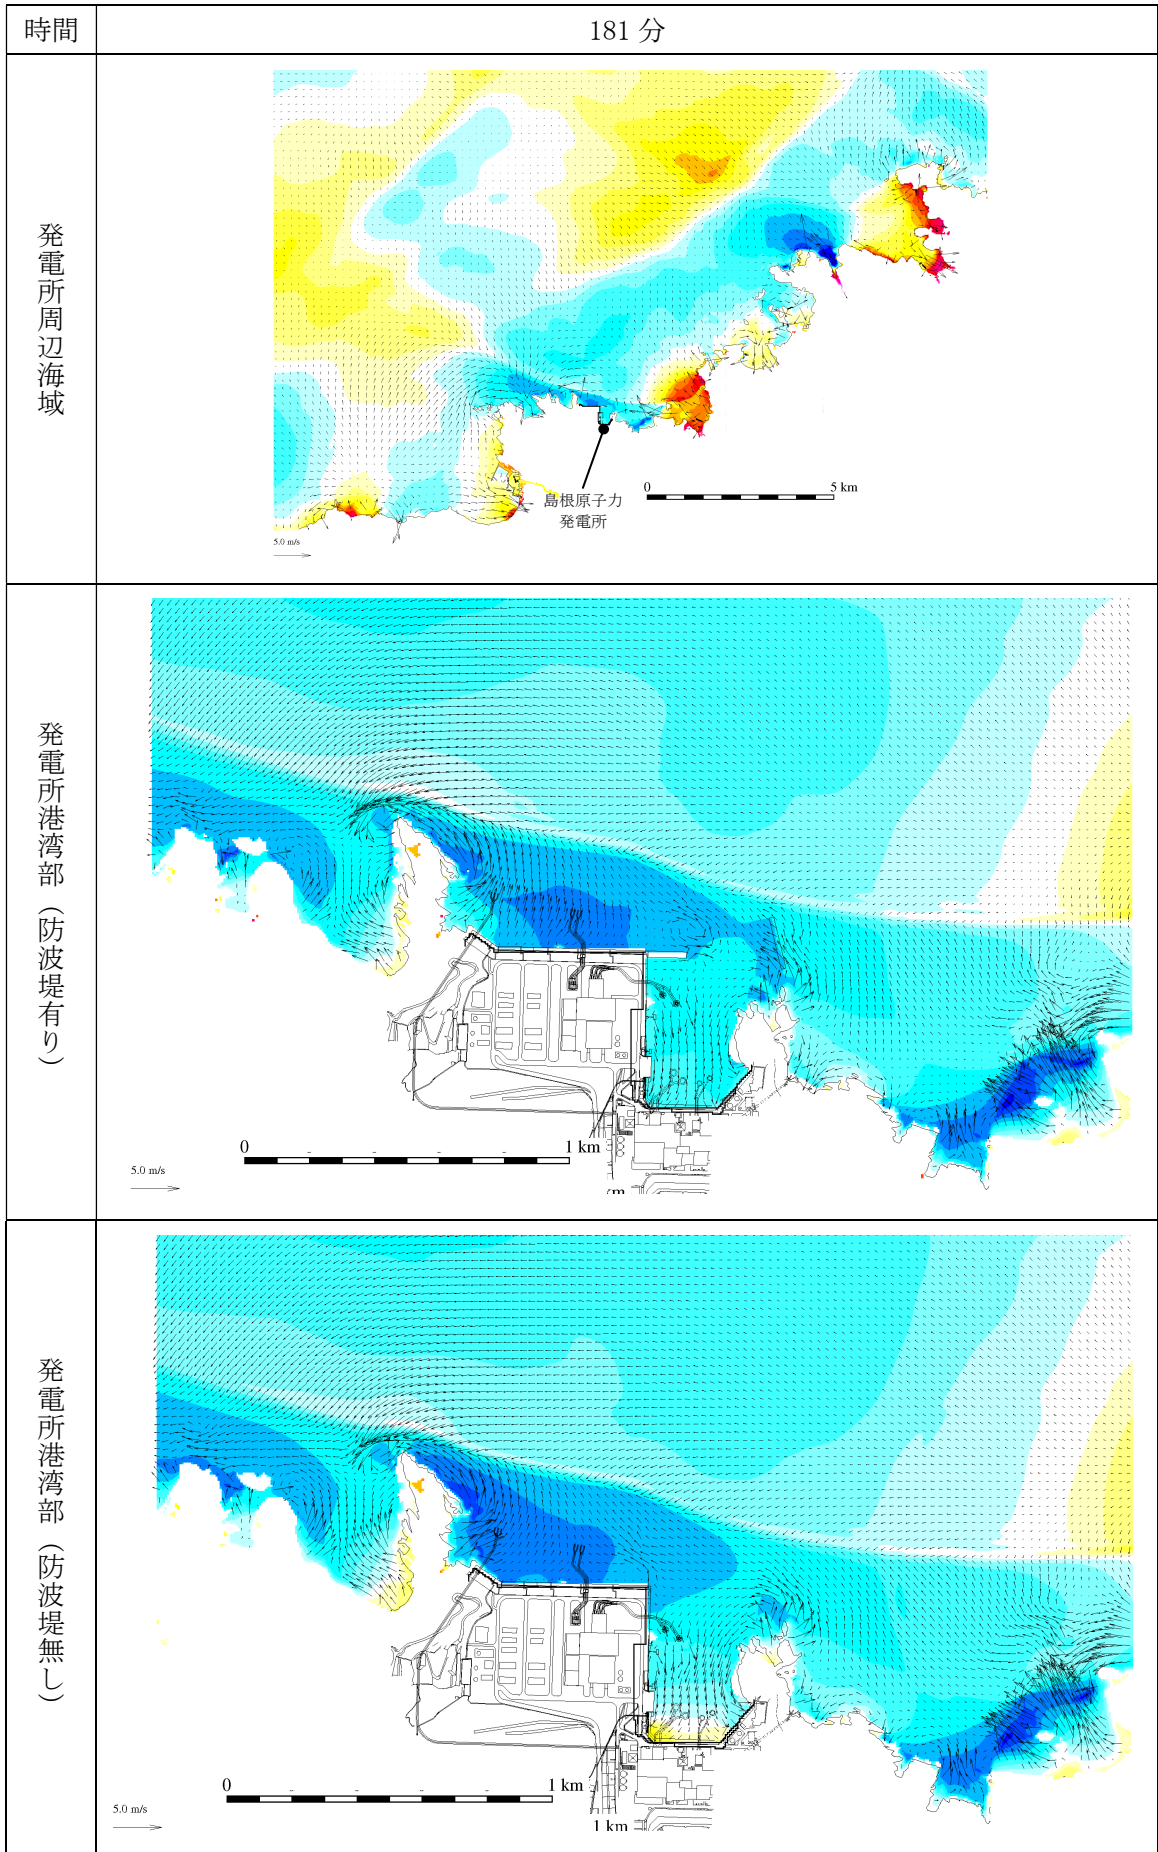 時間
181 分
発電所周辺海域
島根原子力
発電所
0
5 km
5.0 m/s
発電所港湾部（防波堤有り）
0
1 km
5.0 m/s
発電所港湾部（防波堤無し）
0
1 km
5.0 m/s
1 km